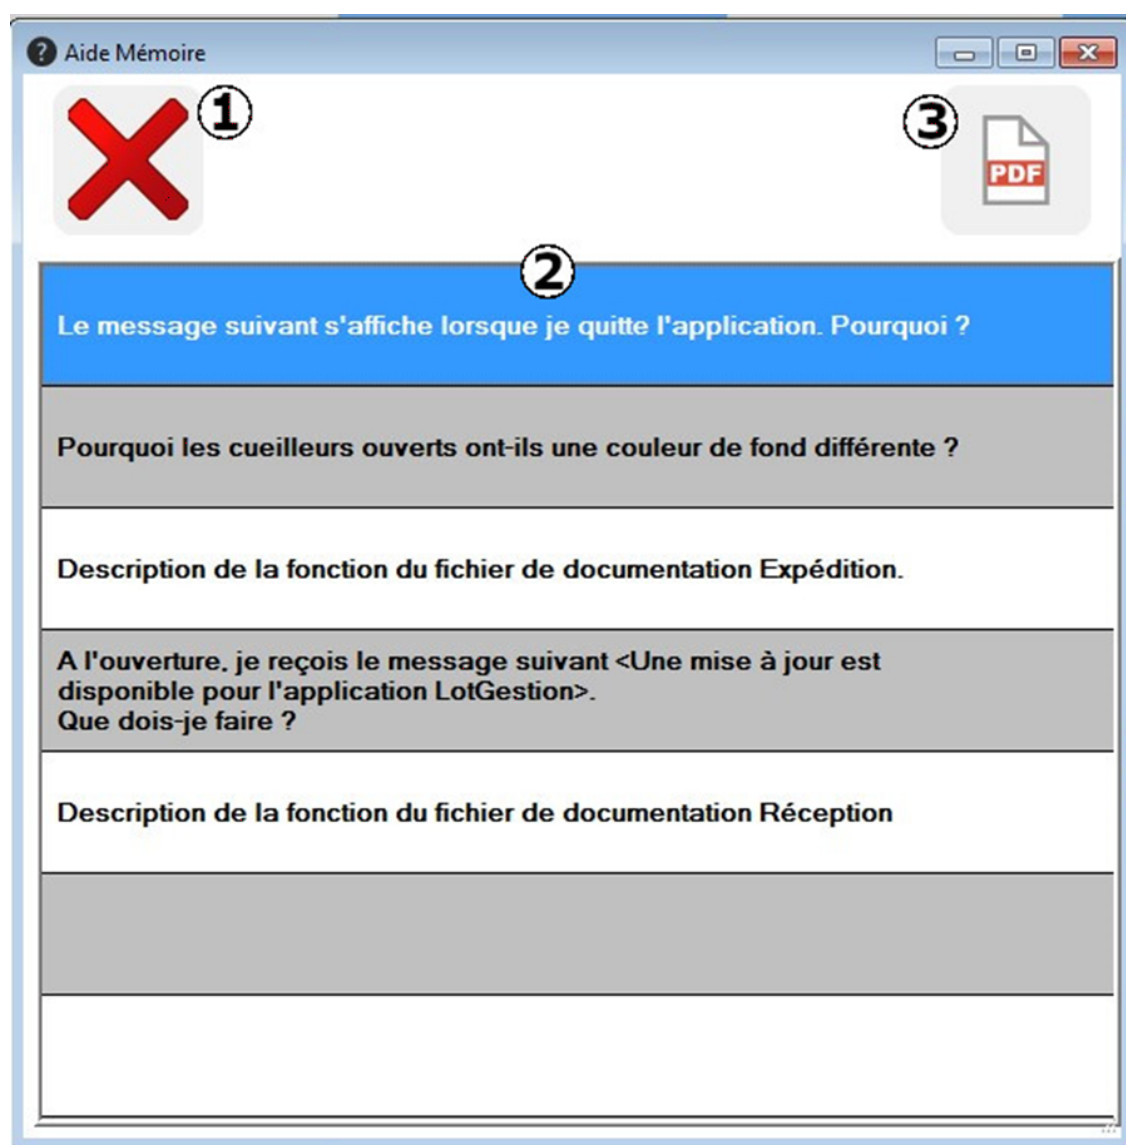 Aide Mémoire
①
③
PDF
②
Le message suivant s'affiche lorsque je quitte l'application. Pourquoi ?
Pourquoi les cueilleurs ouverts ont-ils une couleur de fond différente ?
Description de la fonction du fichier de documentation Expédition.
A l'ouverture, je reçois le message suivant <Une mise à jour est
disponible pour l'application LotGestion>.
Que dois-je faire ?
Description de la fonction du fichier de documentation Réception